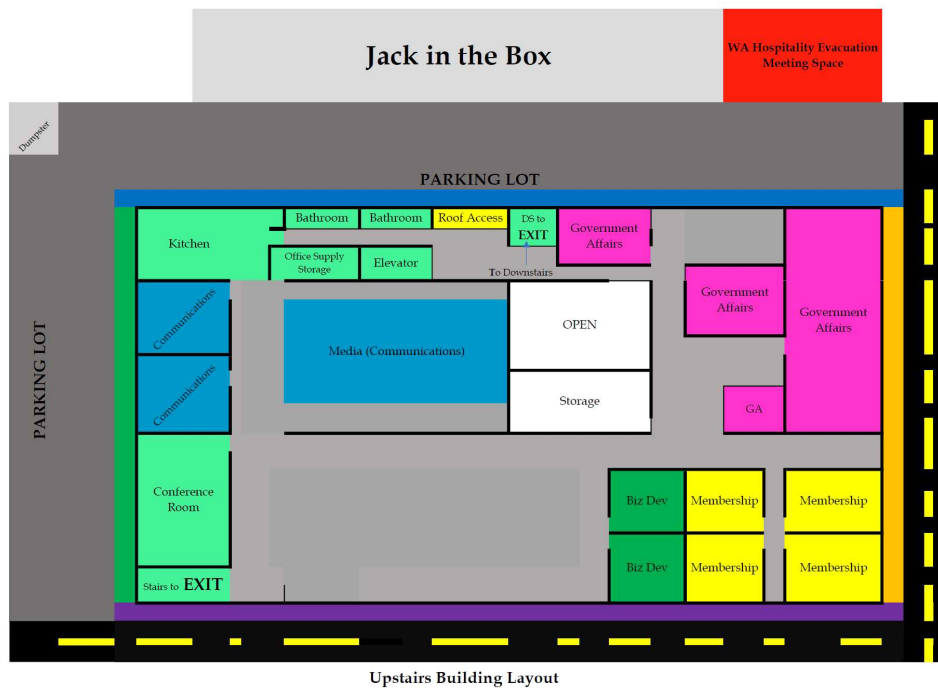 Jack in the Box
WA Hospitality Evacuation
Meeting Space
Dumpster
PARKING LOT
Bathroom
Bathroom
Roof Access
DS to
EXIT
Government
Affairs
Kitchen
Office Supply
Storage
Elevator
To Downstairs
Communications
Government
Affairs
Government
Affairs
OPEN
Media (Communications)
PARKING LOT
Communications
Storage
GA
Conference
Room
Biz Dev
Membership
Membership
Stairs to EXIT
Biz Dev
Membership
Membership
Upstairs Building Layout